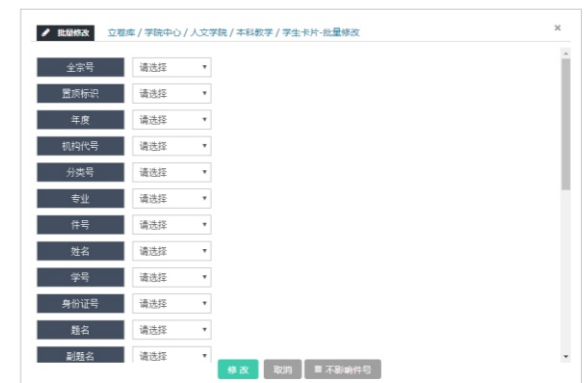 批量修改 立卷库 / 学院中心 / 人文学院 / 本科教学 / 学生卡片-批量修改 ×
全宗号 请选择
置顶标识 请选择
年度 请选择
机构代号 请选择
分类号 请选择
专业 请选择
件号 请选择
姓名 请选择
学号 请选择
身份证号 请选择
题名 请选择
副题名 请选择
修 改 取消 不影响件号